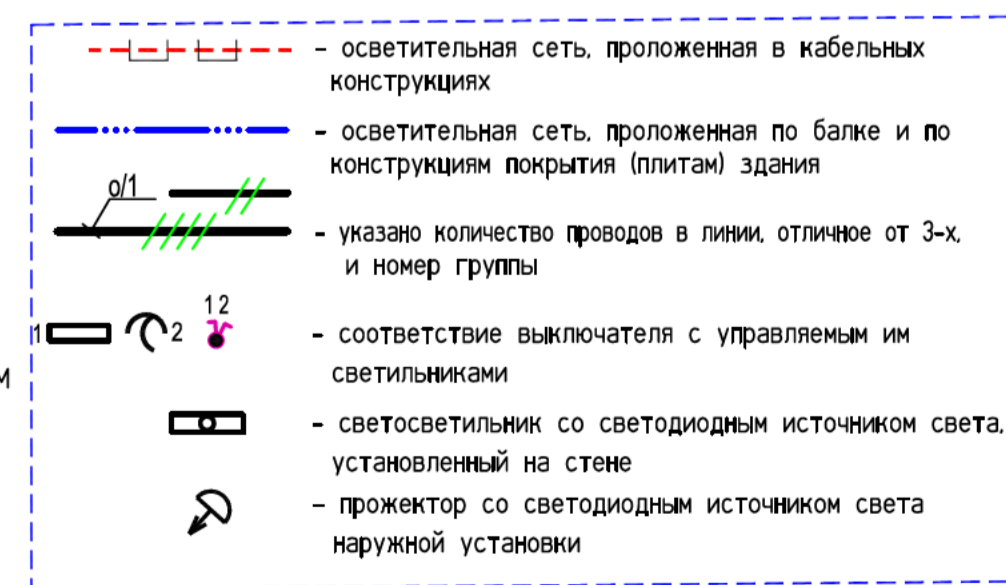 – осветительная сеть, проложенная в кабельных
конструкциях
– осветительная сеть, проложенная по балке и по
конструкциям покрытия (плитам) здания
о/1
– указано количество проводов в линии, отличное от 3-х,
и номер группы
1 2 1 2
– соответствие выключателя с управляемым им
светильниками
м
– светосветильник со светодиодным источником света,
установленный на стене
– прожектор со светодиодным источником света
наружной установки